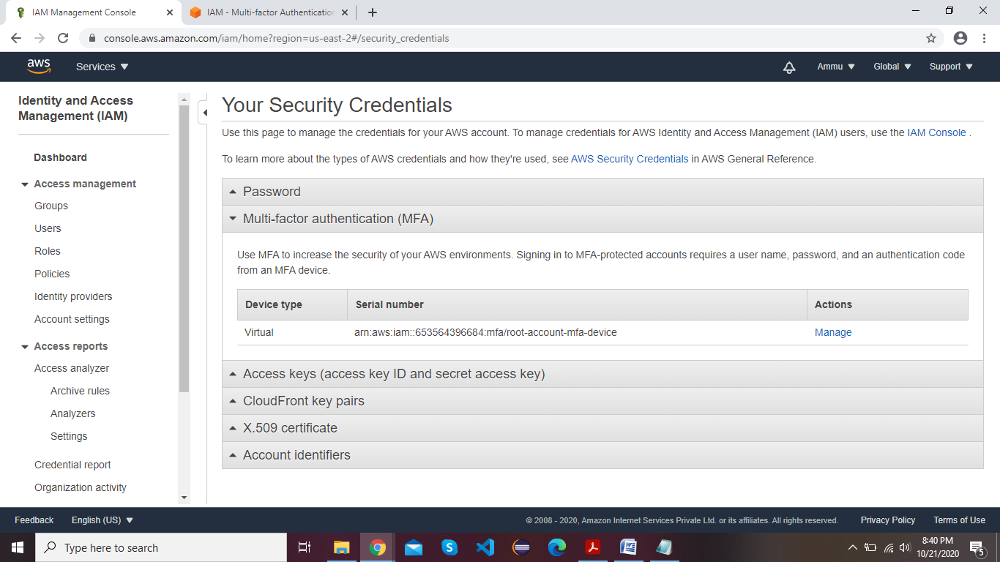 IAM Management Console
IAM - Multi-factor Authentication
console.aws.amazon.com/iam/home?region=us-east-2#/security_credentials
aws
Services
Ammu
Global
Support
Identity and Access
Management (IAM)
Dashboard
Access management
Groups
Users
Roles
Policies
Identity providers
Account settings
Access reports
Access analyzer
Archive rules
Analyzers
Settings
Credential report
Organization activity
Your Security Credentials
Use this page to manage the credentials for your AWS account. To manage credentials for AWS Identity and Access Management (IAM) users, use the IAM Console .
To learn more about the types of AWS credentials and how they're used, see AWS Security Credentials in AWS General Reference.
Password
Multi-factor authentication (MFA)
Use MFA to increase the security of your AWS environments. Signing in to MFA-protected accounts requires a user name, password, and an authentication code
from an MFA device.
Device type Serial number Actions
Virtual arn:aws:iam::653564396684:mfa/root-account-mfa-device Manage
Access keys (access key ID and secret access key)
CloudFront key pairs
X.509 certificate
Account identifiers
Feedback English (US) © 2008 - 2020, Amazon Internet Services Private Ltd. or its affiliates. All rights reserved. Privacy Policy Terms of Use
Type here to search
8:40 PM
10/21/2020
5